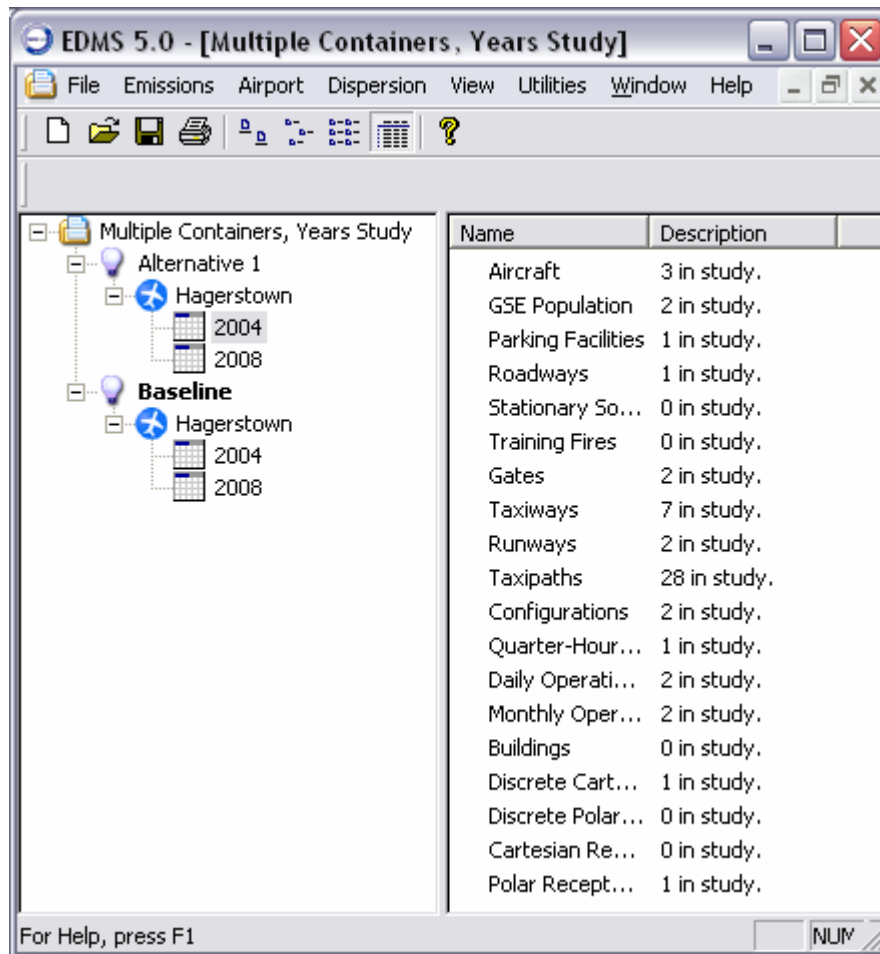 EDMS 5.0 - [Multiple Containers, Years Study]
File Emissions Airport Dispersion View Utilities Window Help
Multiple Containers, Years Study
Alternative 1
Hagerstown
2004
2008
Baseline
Hagerstown
2004
2008
Name Description
Aircraft 3 in study.
GSE Population 2 in study.
Parking Facilities 1 in study.
Roadways 1 in study.
Stationary So... 0 in study.
Training Fires 0 in study.
Gates 2 in study.
Taxiways 7 in study.
Runways 2 in study.
Taxipaths 28 in study.
Configurations 2 in study.
Quarter-Hour... 1 in study.
Daily Operati... 2 in study.
Monthly Oper... 2 in study.
Buildings 0 in study.
Discrete Cart... 1 in study.
Discrete Polar... 0 in study.
Cartesian Re... 0 in study.
Polar Recept... 1 in study.
For Help, press F1 NUM